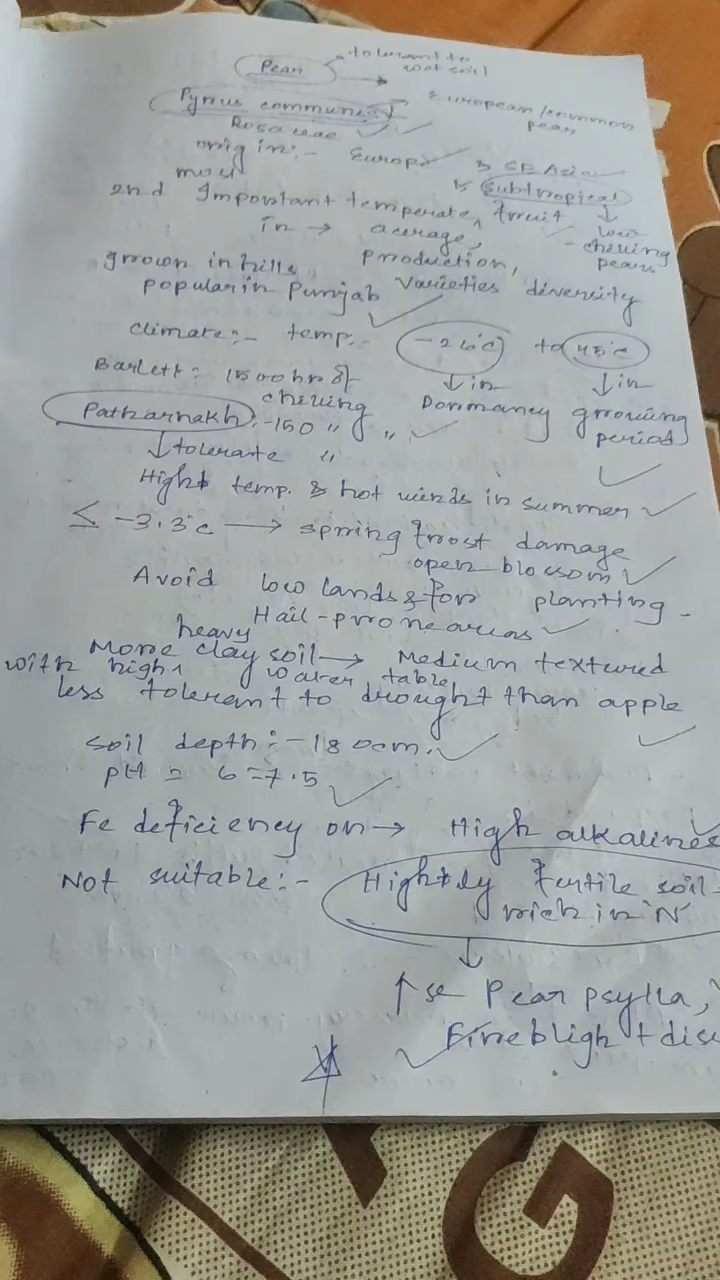 Pear → tolerant to wet soil
Pyrus communis → European/common pear
Rosaceae
origin:- Europe & SE Asia
most & Subtropical
2nd Important temperate fruit ↓ low
in → acerage, - chilling
grown in hills, production, pears
popular in Punjab Varieties diversity
climate:- temp.- -26°C to 45°C
Barlett:- 1500 hrs of ↓in ↓in
chilling Dormancy growing
Patharnakh:-150 " " period
↓tolerate "
High temp. & hot winds in summer
≤ -3.3°C → spring frost damage
open blossom
Avoid low lands & for planting -
Hail-prone areas
heavy
More clay soil → Medium textured
with high water table,
less tolerant to drought than apple
soil depth:-180cm.
pH = 6-7.5
Fe deficiency on → High alkalines
Not suitable:- Highly fertile soil
rich in 'N'
↓
↑se Pear psylla,
Fireblight dise